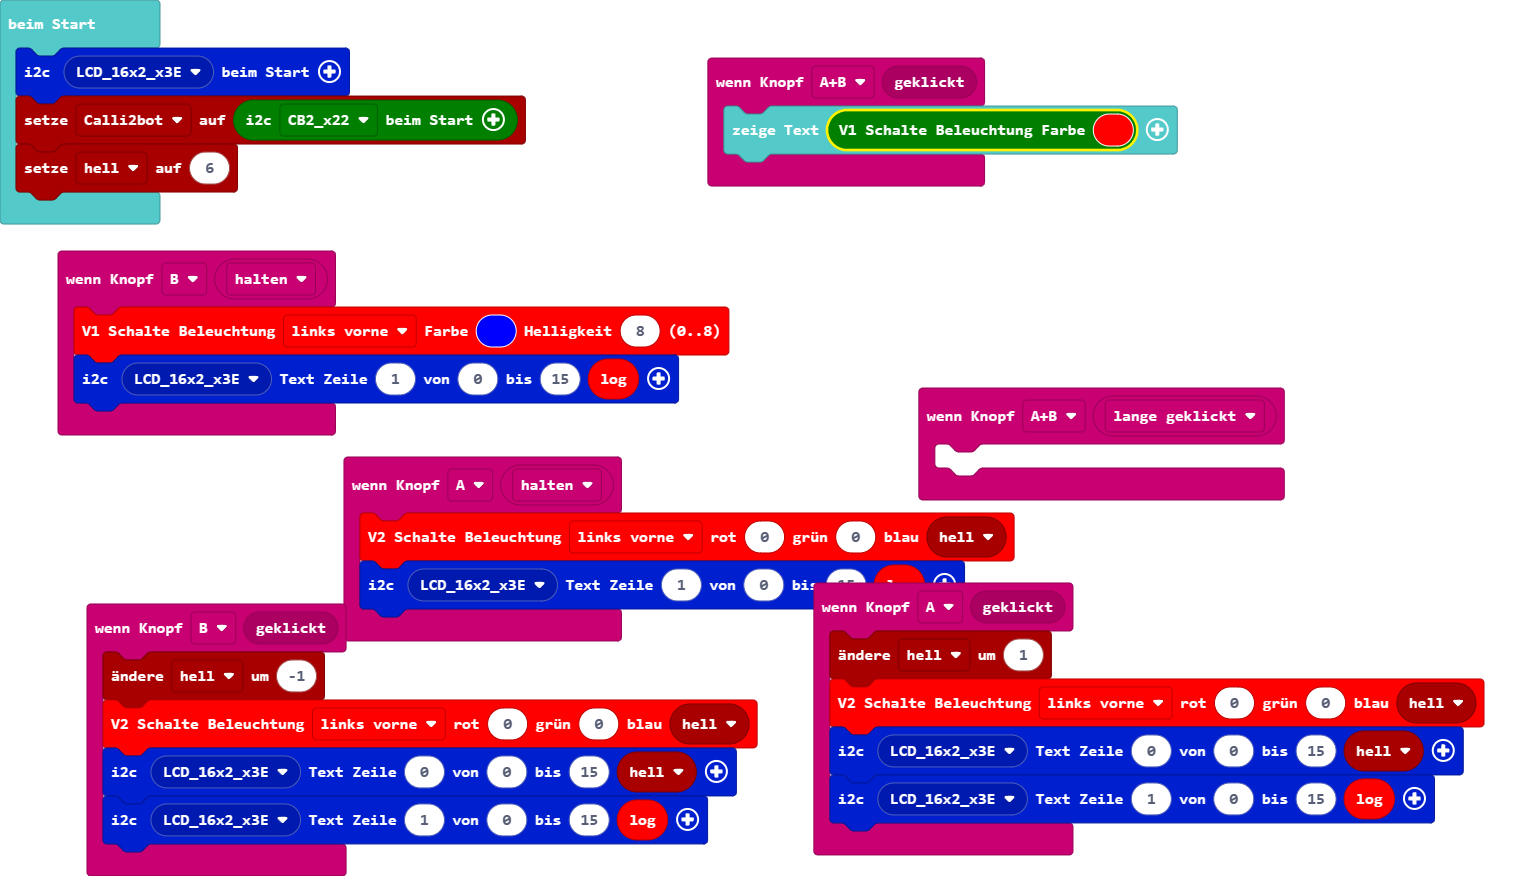 beim Start
i2c LCD_16x2_x3E beim Start
setze Calli2bot auf i2c CB2_x22 beim Start
setze hell auf 6
wenn Knopf A+B geklickt
zeige Text V1 Schalte Beleuchtung Farbe
wenn Knopf B halten
V1 Schalte Beleuchtung links vorne Farbe Helligkeit 8 (0..8)
i2c LCD_16x2_x3E Text Zeile 1 von 0 bis 15 log
wenn Knopf A+B lange geklickt
wenn Knopf A halten
V2 Schalte Beleuchtung links vorne rot 0 grün 0 blau hell
i2c LCD_16x2_x3E Text Zeile 1 von 0
wenn Knopf B geklickt
ändere hell um -1
V2 Schalte Beleuchtung links vorne rot 0 grün 0 blau hell
i2c LCD_16x2_x3E Text Zeile 0 von 0 bis 15 hell
i2c LCD_16x2_x3E Text Zeile 1 von 0 bis 15 log
wenn Knopf A geklickt
ändere hell um 1
V2 Schalte Beleuchtung links vorne rot 0 grün 0 blau hell
i2c LCD_16x2_x3E Text Zeile 0 von 0 bis 15 hell
i2c LCD_16x2_x3E Text Zeile 1 von 0 bis 15 log